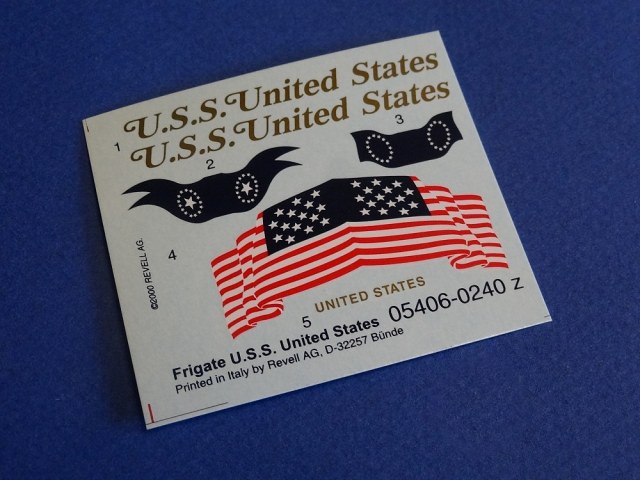 U.S.S. United States
1
U.S.S. United States
2
3
4
©2000 REVELL AG.
UNITED STATES
5
Frigate U.S.S. United States 05406-0240 Z
Printed in Italy by Revell AG, D-32257 Bünde